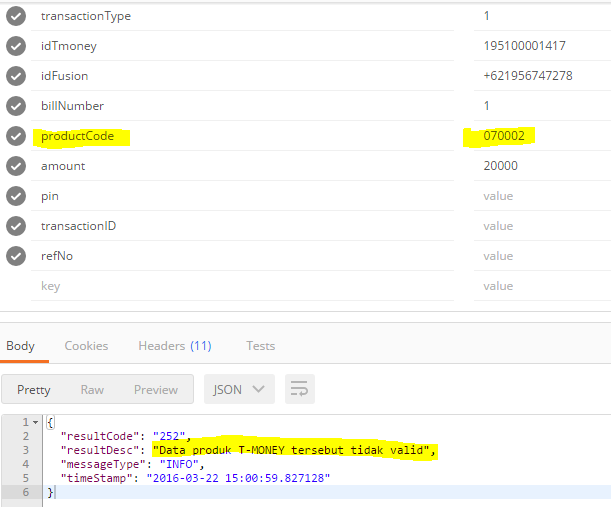 transactionType 1
idTmoney 195100001417
idFusion +621956747278
billNumber 1
productCode 070002
amount 20000
pin value
transactionID value
refNo value
key value
Body Cookies Headers (11) Tests
Pretty Raw Preview JSON
1 {
2 "resultCode": "252",
3 "resultDesc": "Data produk T-MONEY tersebut tidak valid",
4 "messageType": "INFO",
5 "timeStamp": "2016-03-22 15:00:59.827128"
6 }